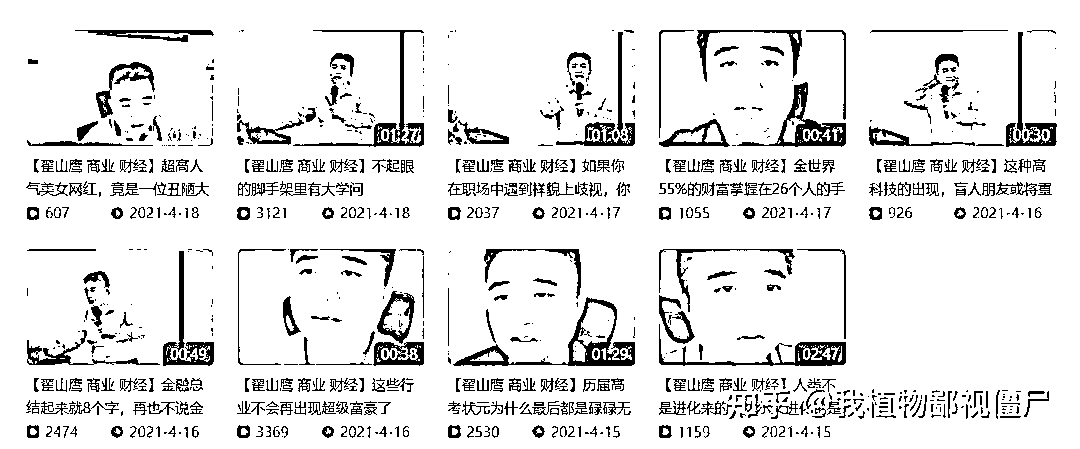 01:27
01:08
00:41
00:30
【翟山鹰 商业 财经】超高人
气美女网红，竟是一位丑陋大
607 2021-4-18
【翟山鹰 商业 财经】不起眼
的脚手架里有大学问
3121 2021-4-18
【翟山鹰 商业 财经】如果你
在职场中遇到样貌上歧视，你
2037 2021-4-17
【翟山鹰 商业 财经】全世界
55%的财富掌握在26个人的手
1055 2021-4-17
【翟山鹰 商业 财经】这种高
科技的出现，盲人朋友或将重
926 2021-4-16
00:49
00:38
01:29
02:47
【翟山鹰 商业 财经】金融总
结起来就8个字，再也不说金
2474 2021-4-16
【翟山鹰 商业 财经】这些行
业不会再出现超级富豪了
3369 2021-4-16
【翟山鹰 商业 财经】历届高
考状元为什么最后都是碌碌无
2530 2021-4-15
【翟山鹰 商业 财经】人类不
是进化来的
1159 2021-4-15
知乎 @我植物鄙视僵尸